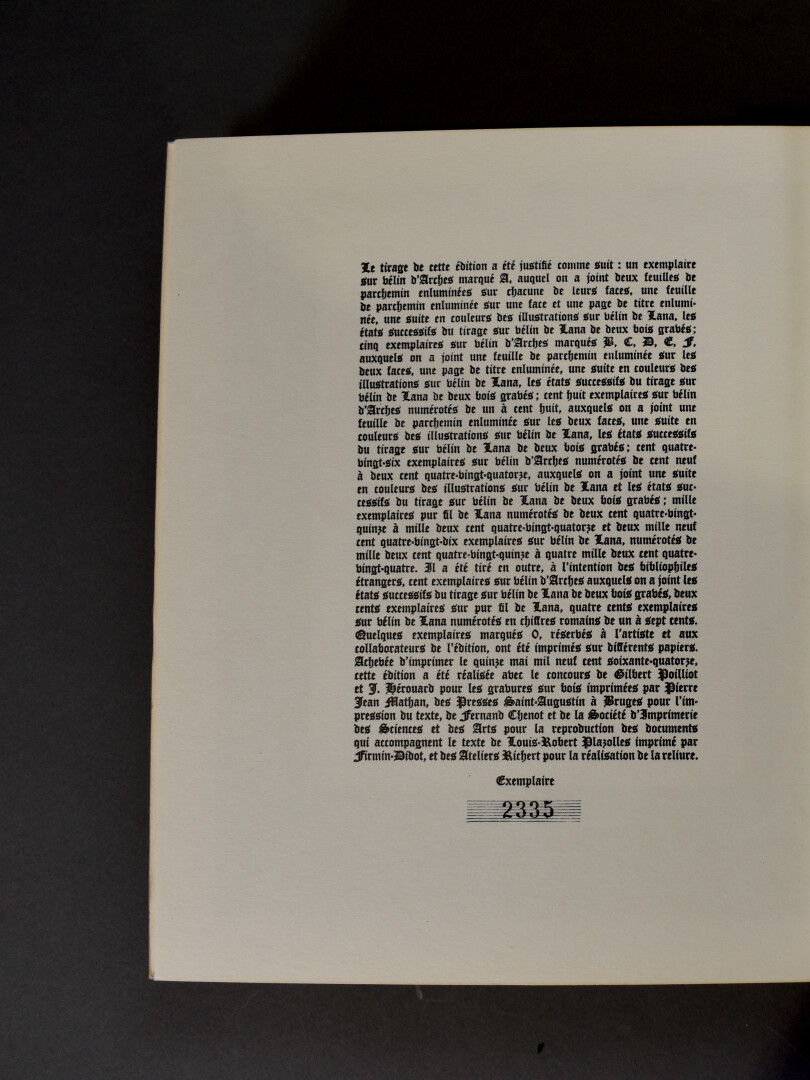 Le tirage de cette édition a été justifié comme suit : un exemplaire
sur vélin d'Arches marqué A, auquel on a joint deux feuilles de
parchemin enluminées sur chacune de leurs faces, une feuille
de parchemin enluminée sur une face et une page de titre enlumi-
née, une suite en couleurs des illustrations sur vélin de Lana, les
états successifs du tirage sur vélin de Lana de deux bois gravés ;
cinq exemplaires sur vélin d'Arches marqués B, C, D, E, F,
auxquels on a joint une feuille de parchemin enluminée sur les
deux faces, une page de titre enluminée, une suite en couleurs des
illustrations sur vélin de Lana, les états successifs du tirage sur
vélin de Lana de deux bois gravés ; cent huit exemplaires sur vélin
d'Arches numérotés de un à cent huit, auxquels on a joint une
feuille de parchemin enluminée sur les deux faces, une suite en
couleurs des illustrations sur vélin de Lana, les états successifs
du tirage sur vélin de Lana de deux bois gravés ; cent quatre-
vingt-six exemplaires sur vélin d'Arches numérotés de cent neuf
à deux cent quatre-vingt-quatorze, auxquels on a joint une suite
en couleurs des illustrations sur vélin de Lana et les états suc-
cessifs du tirage sur vélin de Lana de deux bois gravés ; mille
exemplaires pur fil de Lana numérotés de deux cent quatre-vingt-
quinze à mille deux cent quatre-vingt-quatorze et deux mille neuf
cent quatre-vingt-dix exemplaires sur vélin de Lana, numérotés de
mille deux cent quatre-vingt-quinze à quatre mille deux cent quatre-
vingt-quatre. Il a été tiré en outre, à l'intention des bibliophiles
étrangers, cent exemplaires sur vélin d'Arches auxquels on a joint les
états successifs du tirage sur vélin de Lana de deux bois gravés, deux
cents exemplaires sur pur fil de Lana, quatre cents exemplaires
sur vélin de Lana numérotés en chiffres romains de un à sept cents.
Quelques exemplaires marqués O, réservés à l'artiste et aux
collaborateurs de l'édition, ont été imprimés sur différents papiers.
Achevée d'imprimer le quinze mai mil neuf cent soixante-quatorze,
cette édition a été réalisée avec le concours de Gilbert Poilliot
et J. Hérouard pour les gravures sur bois imprimées par Pierre
Jean Mathan, des Presses Saint-Augustin à Bruges pour l'im-
pression du texte, de Fernand Chenot et de la Société d'Imprimerie
des Sciences et des Arts pour la reproduction des documents
qui accompagnent le texte de Louis-Robert Plazolles imprimé par
Firmin-Didot, et des Ateliers Richert pour la réalisation de la reliure.
Exemplaire
2335